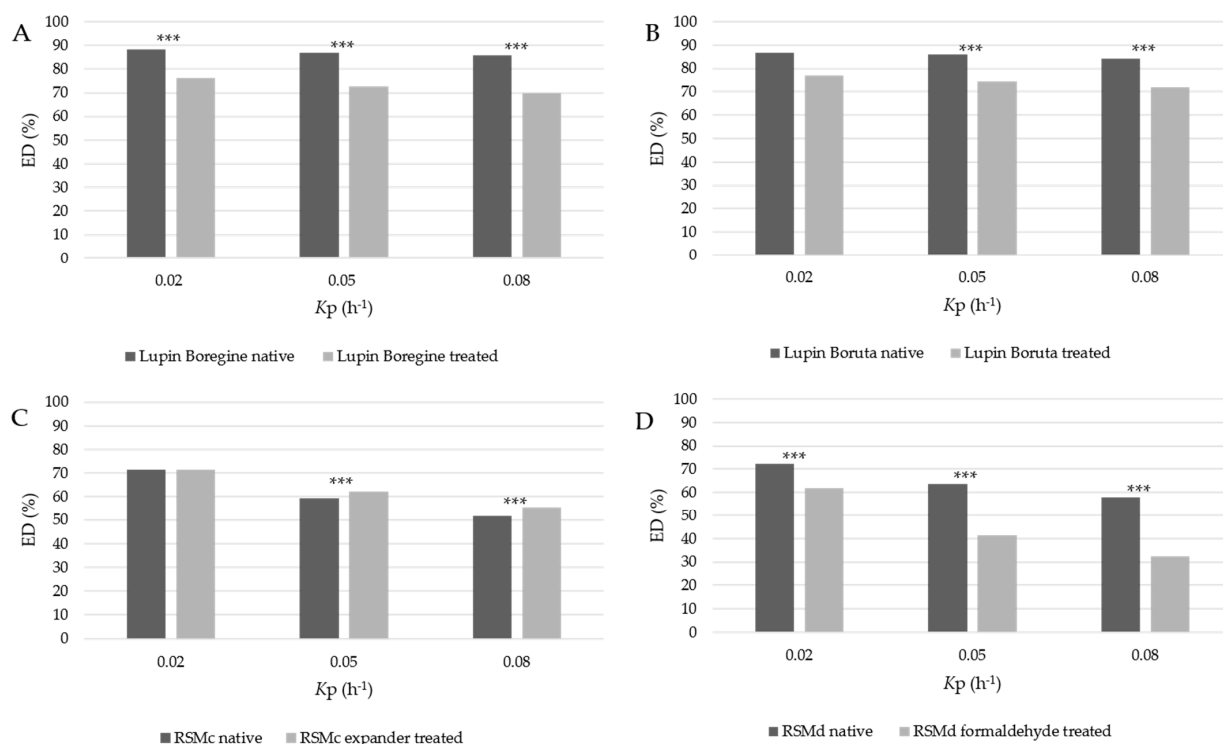 A
ED (%)
100
90
80
70
60
50
40
30
20
10
0
*** *** ***
0.02 0.05 0.08
Kp (h-1)
Lupin Boregine native Lupin Boregine treated
B
ED (%)
100
90
80
70
60
50
40
30
20
10
0
*** ***
0.02 0.05 0.08
Kp (h-1)
Lupin Boruta native Lupin Boruta treated
C
ED (%)
100
90
80
70
60
50
40
30
20
10
0
*** ***
0.02 0.05 0.08
Kp (h-1)
RSMc native RSMc expander treated
D
ED (%)
100
90
80
70
60
50
40
30
20
10
0
*** *** ***
0.02 0.05 0.08
Kp (h-1)
RSMd native RSMd formaldehyde treated